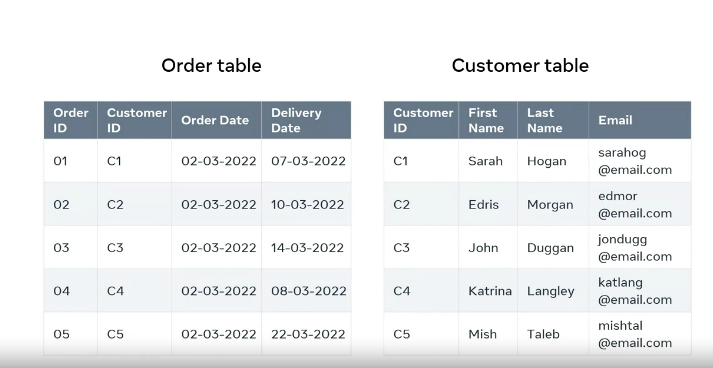 Order table
Order ID Customer ID Order Date Delivery Date
01 C1 02-03-2022 07-03-2022
02 C2 02-03-2022 10-03-2022
03 C3 02-03-2022 14-03-2022
04 C4 02-03-2022 08-03-2022
05 C5 02-03-2022 22-03-2022
Customer table
Customer ID First Name Last Name Email
C1 Sarah Hogan sarahog@email.com
C2 Edris Morgan edmor@email.com
C3 John Duggan jondugg@email.com
C4 Katrina Langley katlang@email.com
C5 Mish Taleb mishtal@email.com